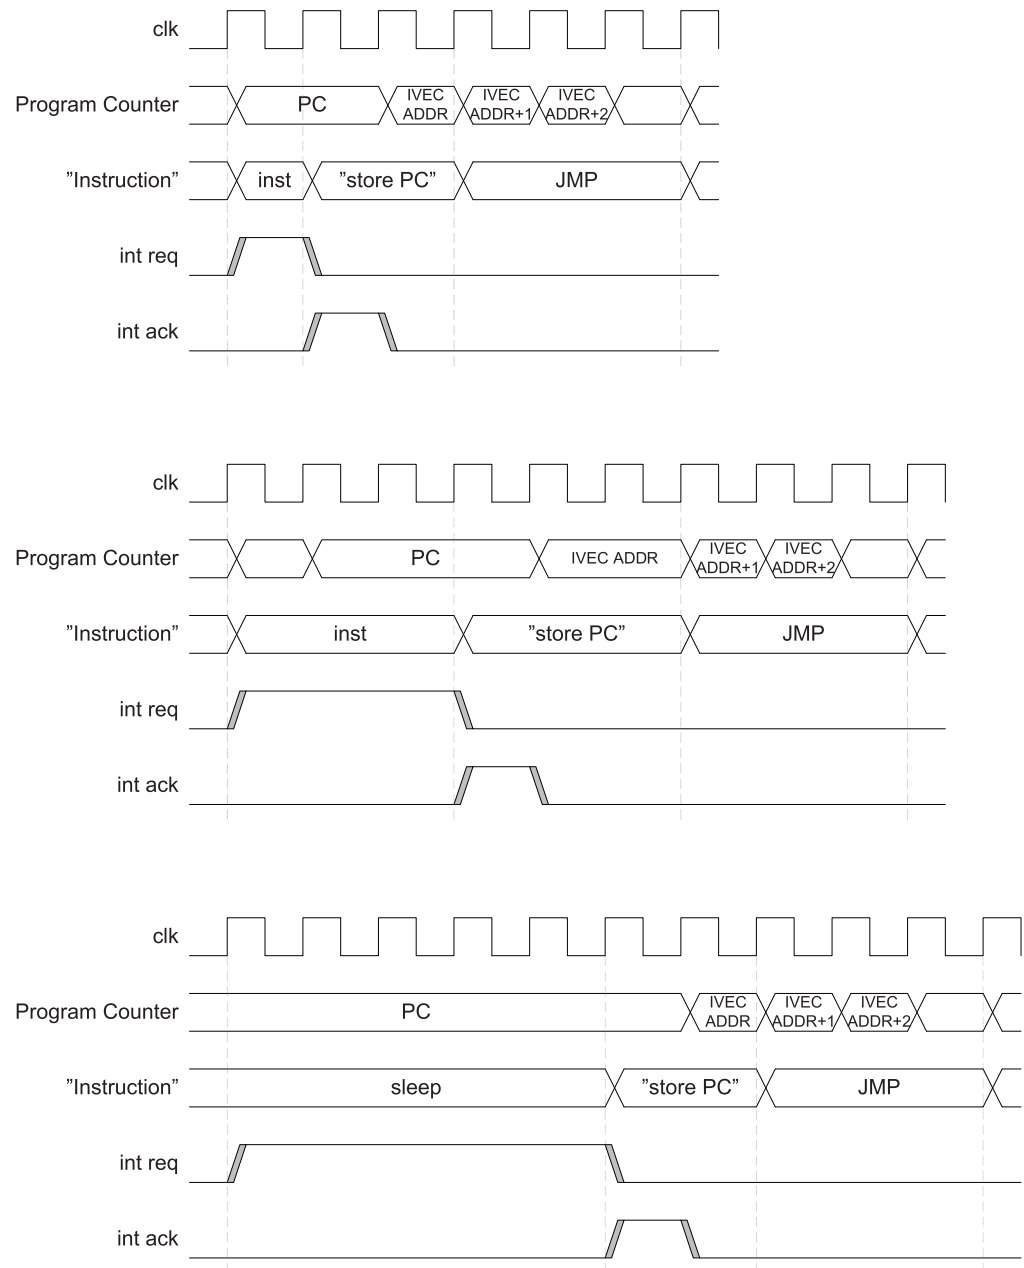 clk
Program Counter
PC
IVEC
ADDR
IVEC
ADDR+1
IVEC
ADDR+2
”Instruction”
inst
”store PC”
JMP
int req
int ack
clk
Program Counter
PC
IVEC ADDR
IVEC
ADDR+1
IVEC
ADDR+2
”Instruction”
inst
”store PC”
JMP
int req
int ack
clk
Program Counter
PC
IVEC
ADDR
IVEC
ADDR+1
IVEC
ADDR+2
”Instruction”
sleep
”store PC”
JMP
int req
int ack